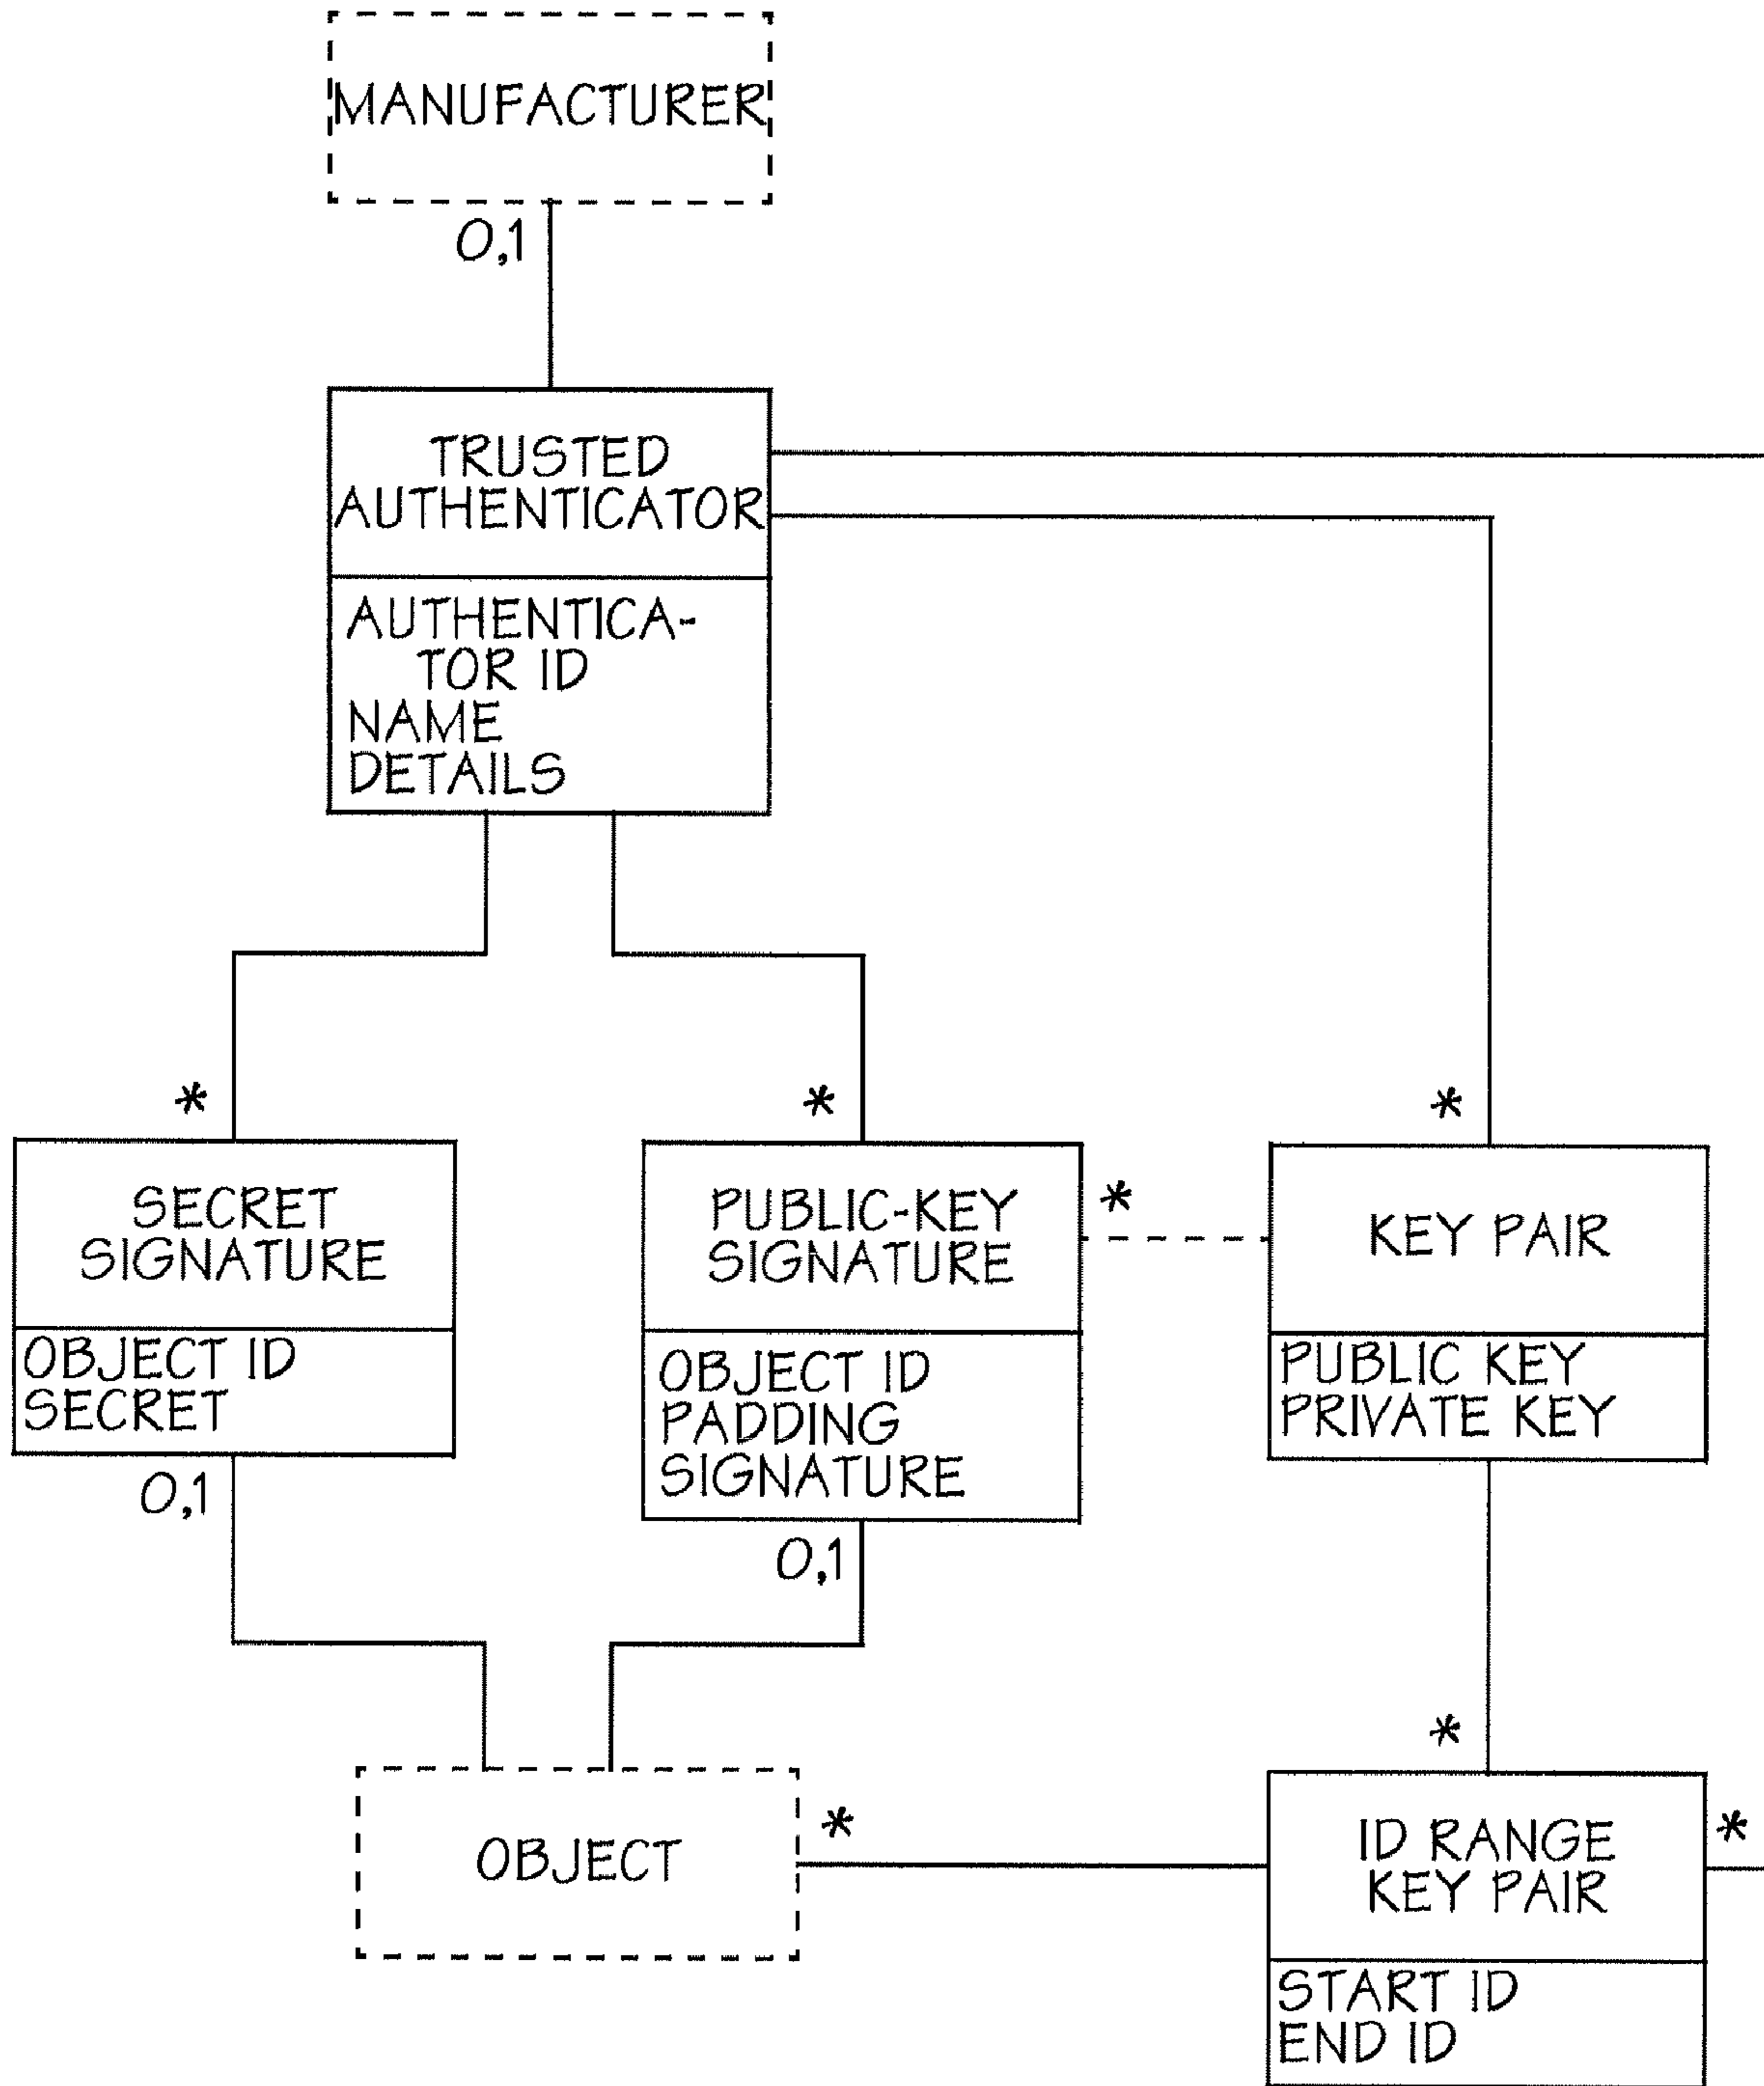 MANUFACTURER
0,1
TRUSTED
AUTHENTICATOR
AUTHENTICA-
TOR ID
NAME
DETAILS
*
*
*
SECRET
SIGNATURE
OBJECT ID
SECRET
0,1
PUBLIC-KEY
SIGNATURE
*
OBJECT ID
PADDING
SIGNATURE
0,1
KEY PAIR
PUBLIC KEY
PRIVATE KEY
*
OBJECT
*
ID RANGE
KEY PAIR
*
START ID
END ID